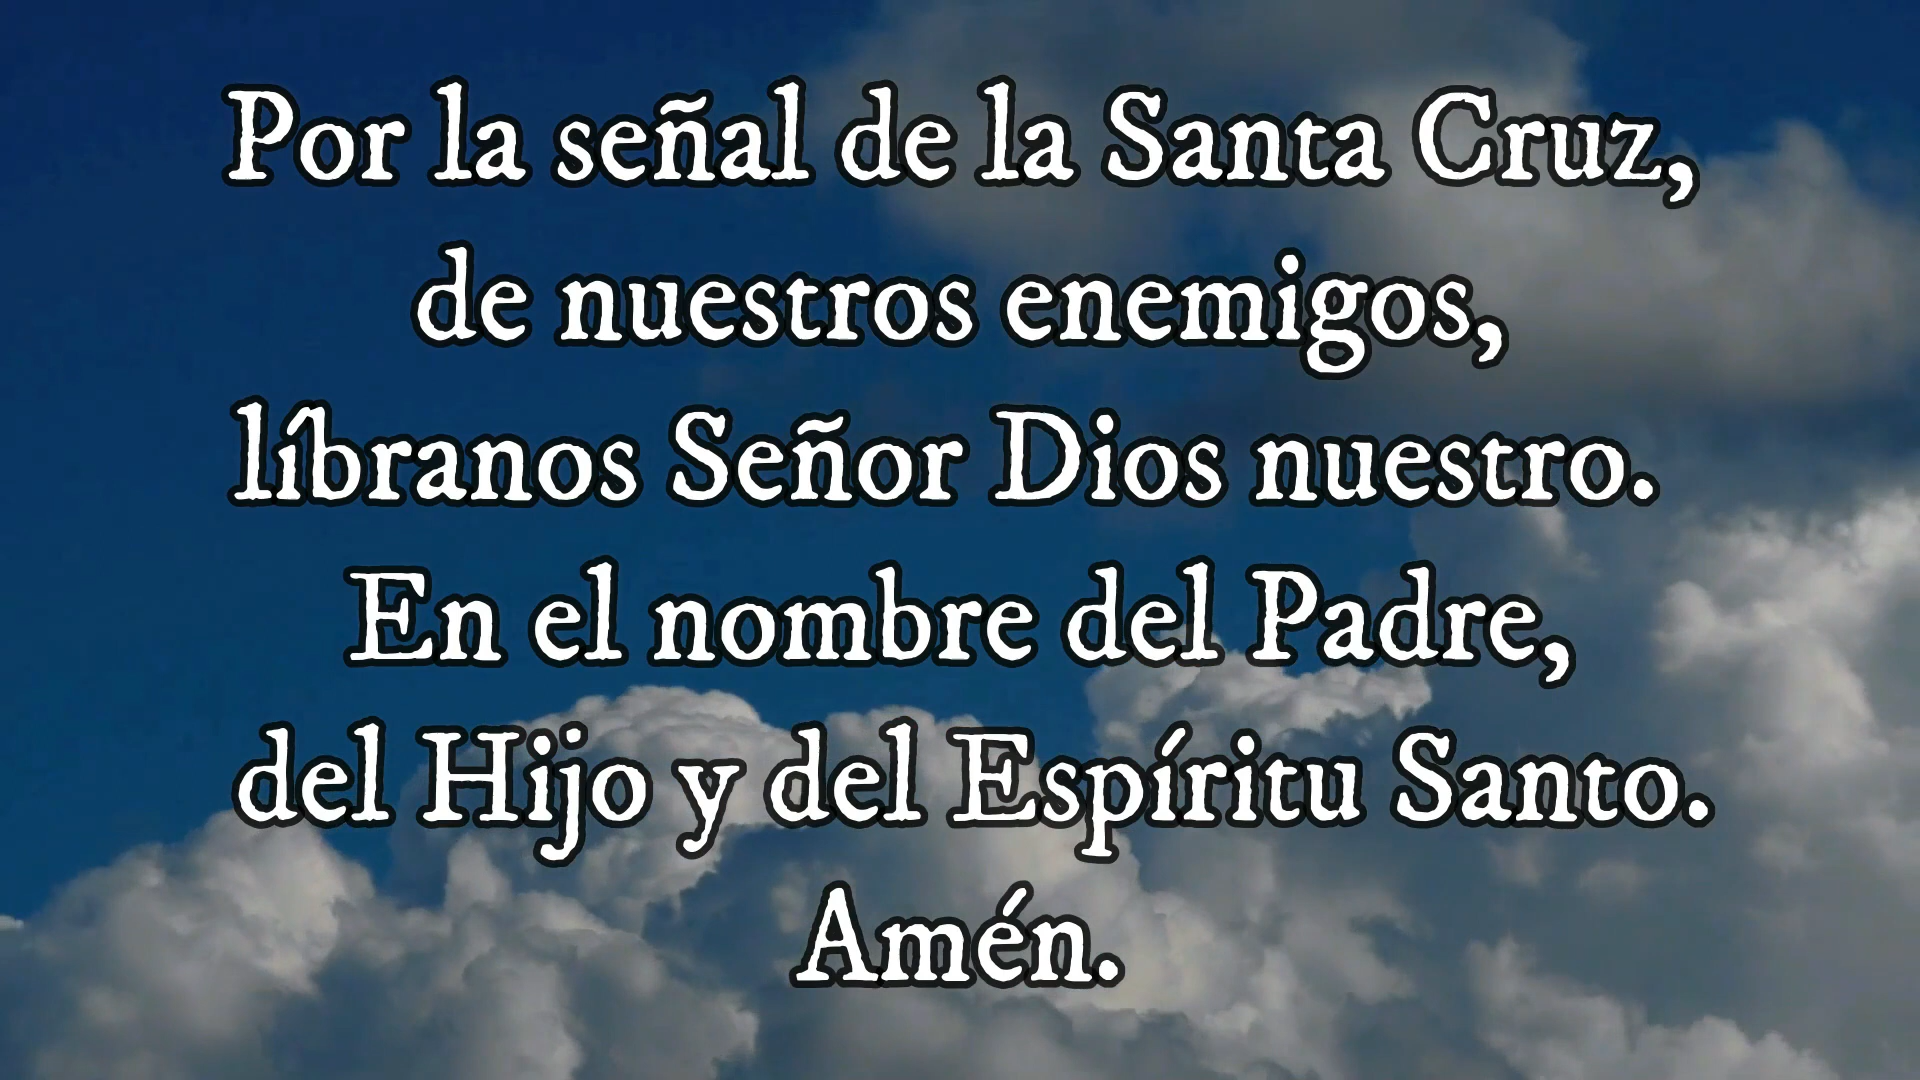 Por la señal de la Santa Cruz,
de nuestros enemigos,
líbranos Señor Dios nuestro.
En el nombre del Padre,
del Hijo y del Espíritu Santo.
Amén.